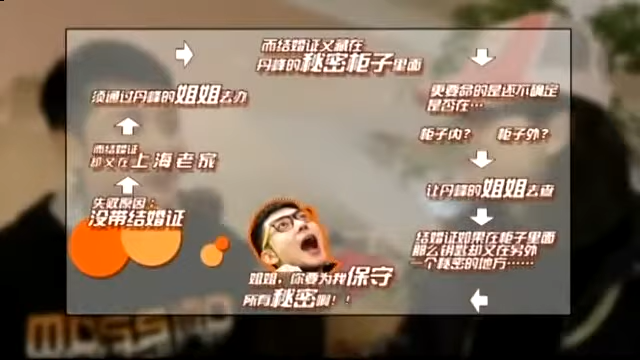 失败原因:
没带结婚证
而结婚证
却又在上海老家
须通过丹峰的姐姐去办
而结婚证又藏在
丹峰的秘密柜子里面
更要命的是还不确定
是否在…
柜子内? 柜子外?
让丹峰的姐姐去查
结婚证如果在柜子里面
那么钥匙却又在另外
一个秘密的地方……
姐姐,你要为我保守
所有秘密啊!!